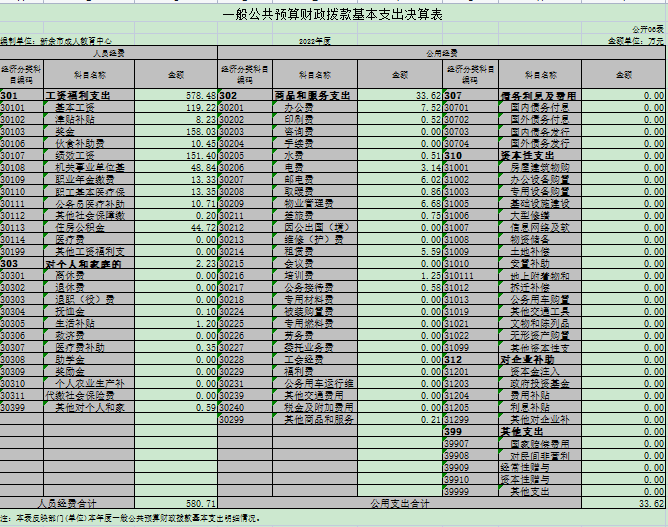 一般公共预算财政拨款基本支出决算表
公开06表
编制单位：新余市成人教育中心 2022年度 金额单位：万元
人员经费 公用经费
经济分类科目编码 科目名称 金额 经济分类科目编码 科目名称 金额 经济分类科目编码 科目名称 金额
301 工资福利支出 578.48 302 商品和服务支出 33.62 307 债务利息及费用 0.00
30101 基本工资 119.22 30201 办公费 7.52 30701 国内债务付息 0.00
30102 津贴补贴 8.23 30202 印刷费 0.52 30702 国外债务付息 0.00
30103 奖金 158.03 30203 咨询费 0.00 30703 国内债务发行 0.00
30106 伙食补助费 10.45 30204 手续费 0.00 30704 国外债务发行 0.00
30107 绩效工资 151.40 30205 水费 0.51 310 资本性支出 0.00
30108 机关事业单位基 48.84 30206 电费 3.14 31001 房屋建筑物购 0.00
30109 职业年金缴费 13.33 30207 邮电费 6.02 31002 办公设备购置 0.00
30110 职工基本医疗保 13.35 30208 取暖费 0.86 31003 专用设备购置 0.00
30111 公务员医疗补助 10.71 30209 物业管理费 6.68 31005 基础设施建设 0.00
30112 其他社会保障缴 0.20 30211 差旅费 0.75 31006 大型修缮 0.00
30113 住房公积金 44.72 30212 因公出国（境） 0.00 31007 信息网络及软 0.00
30114 医疗费 0.00 30213 维修（护）费 0.00 31008 物资储备 0.00
30199 其他工资福利支 0.00 30214 租赁费 5.59 31009 土地补偿 0.00
303 对个人和家庭的 2.23 30215 会议费 0.00 31010 安置补助 0.00
30301 离休费 0.00 30216 培训费 1.25 310111 地上附着物和 0.00
30302 退休费 0.00 30217 公务接待费 0.58 31012 拆迁补偿 0.00
30303 退职（役）费 0.00 30218 专用材料费 0.00 31013 公务用车购置 0.00
30304 抚恤金 0.10 30224 被装购置费 0.00 31019 其他交通工具 0.00
30305 生活补贴 1.20 30225 专用燃料费 0.00 31021 文物和陈列品 0.00
30306 救济费 0.00 30226 劳务费 0.00 31022 无形资产购置 0.00
30307 医疗费补助 0.35 30227 委托业务费 0.00 31099 其他资本性支 0.00
30308 助学金 0.00 30228 工会经费 0.00 312 对企业补助 0.00
30309 奖励金 0.00 30229 福利费 0.00 31201 资本金注入 0.00
30310 个人农业生产补 0.00 30231 公务用车运行维 0.00 31203 政府投资基金 0.00
30311 代缴社会保险费 0.00 30239 其他交通费用 0.00 31204 费用补贴 0.00
30399 其他对个人和家 0.59 30240 税金及附加费用 0.00 31205 利息补贴 0.00
30299 其他商品和服务 0.21 31299 其他对企业补 0.00
399 其他支出 0.00
39907 国家赔偿费用 0.00
39908 对民间非营利 0.00
39909 经常性赠与 0.00
39910 资本性赠与 0.00
39999 其他支出 0.00
人员经费合计 580.71 公用支出合计 33.62
注：本表反映部门(单位)本年度一般公共预算财政拨款基本支出明细情况。